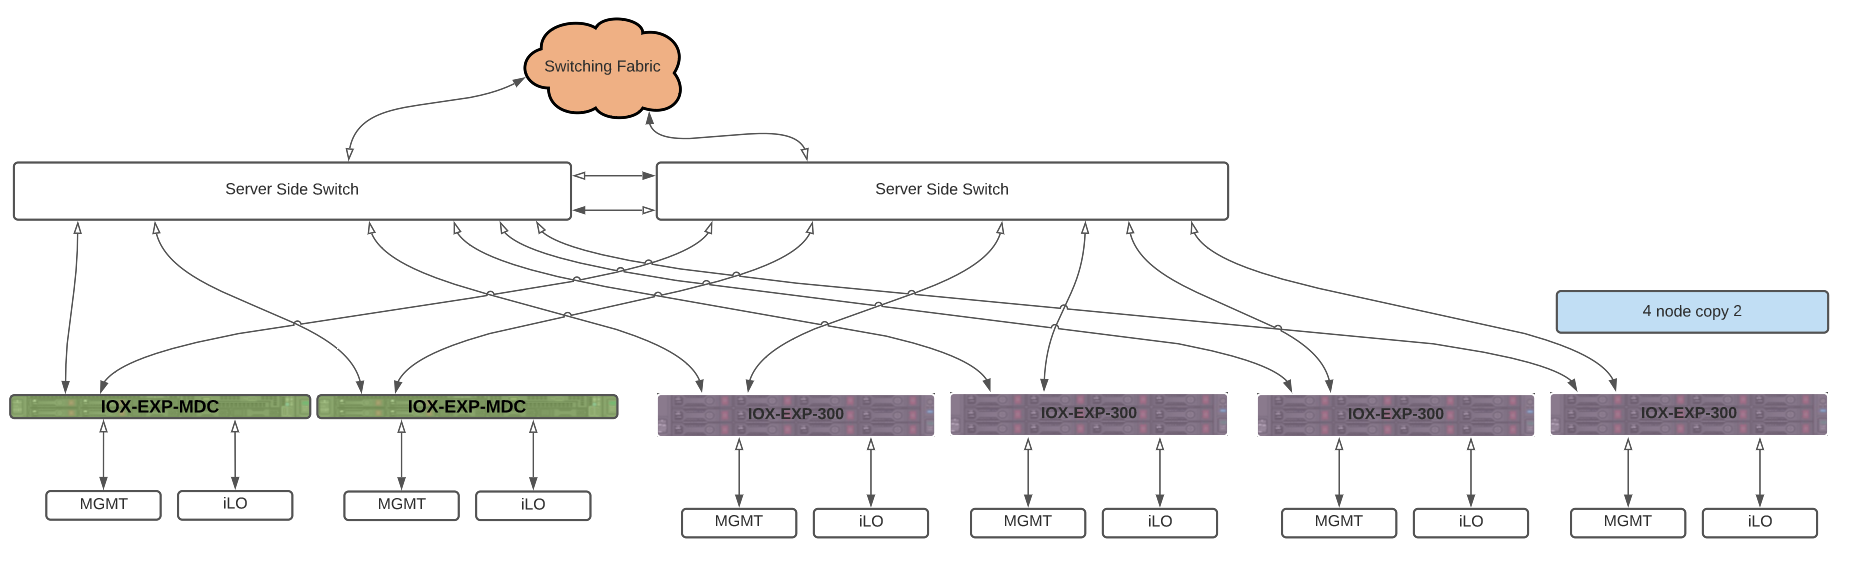 Switching Fabric
Server Side Switch
Server Side Switch
4 node copy 2
IOX-EXP-MDC
IOX-EXP-MDC
IOX-EXP-300
IOX-EXP-300
IOX-EXP-300
IOX-EXP-300
MGMT
iLO
MGMT
iLO
MGMT
iLO
MGMT
iLO
MGMT
iLO
MGMT
iLO